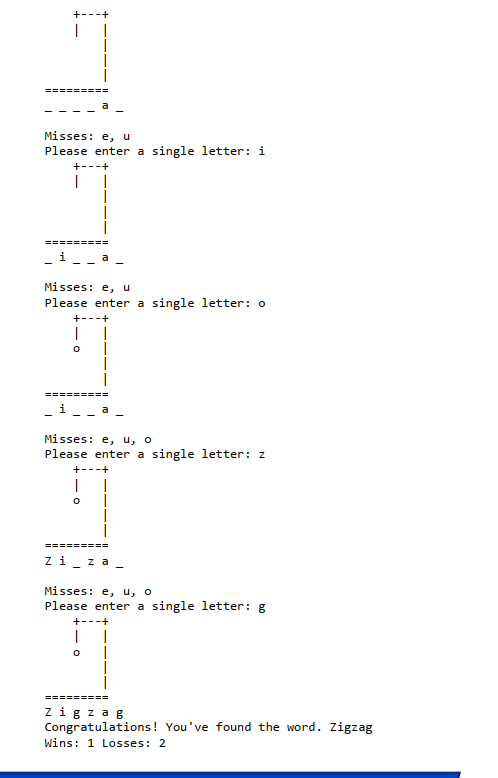 +---+
    |   |
        |
        |
        |
=========
_ _ _ _ a _

Misses: e, u
Please enter a single letter: i
    +---+
    |   |
        |
        |
        |
=========
_ i _ _ a _

Misses: e, u
Please enter a single letter: o
    +---+
    |   |
    o   |
        |
        |
=========
_ i _ _ a _

Misses: e, u, o
Please enter a single letter: z
    +---+
    |   |
    o   |
        |
        |
=========
Z i _ z a _

Misses: e, u, o
Please enter a single letter: g
    +---+
    |   |
    o   |
        |
        |
=========
Z i g z a g
Congratulations! You've found the word. Zigzag
Wins: 1 Losses: 2